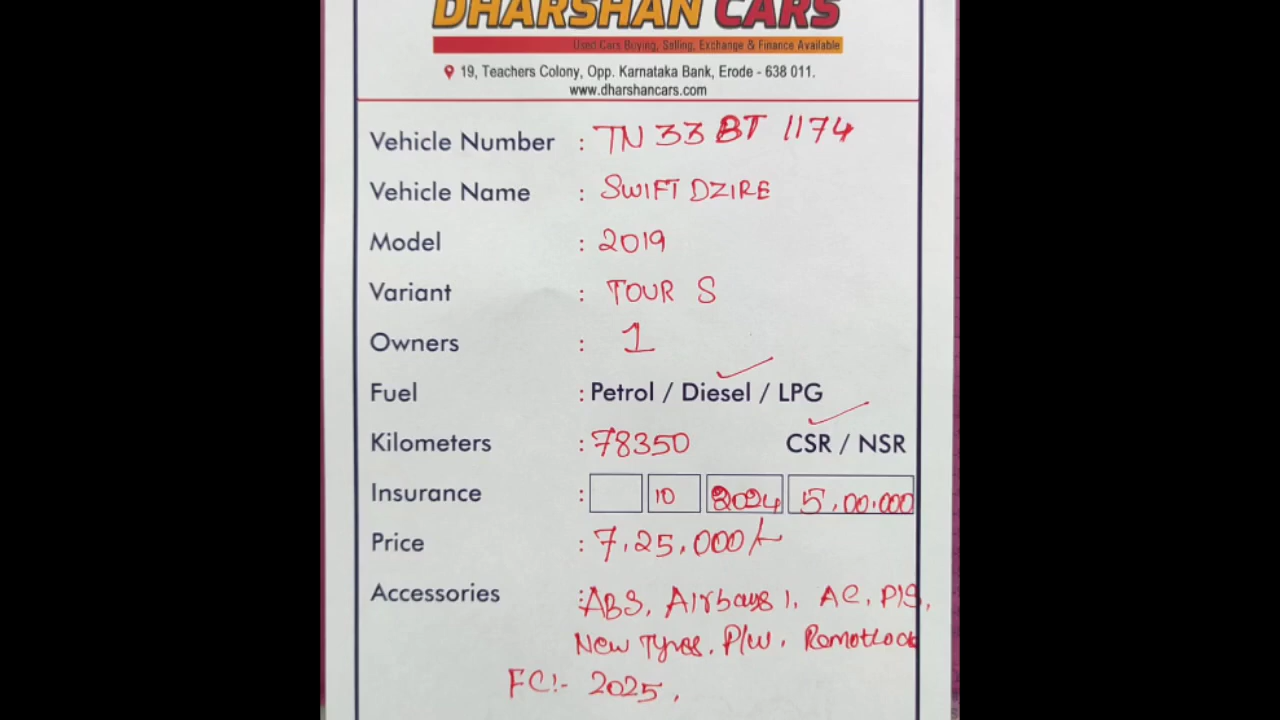 DHARSHAN CARS
Used Cars Buying, Selling, Exchange & Finance Available
19, Teachers Colony, Opp. Karnataka Bank, Erode - 638 011.
www.dharshancars.com
Vehicle Number : TN 33 BT 1174
Vehicle Name : SWIFT DZIRE
Model : 2019
Variant : TOUR S
Owners : 1
Fuel : Petrol / Diesel / LPG
Kilometers : 78350 CSR / NSR
Insurance : 10 2024 5,00.000
Price : 7,25,000/-
Accessories : ABS, Airbags 1, AC, P/S,
New Tyres, P/W, Remotlock
FC:- 2025,